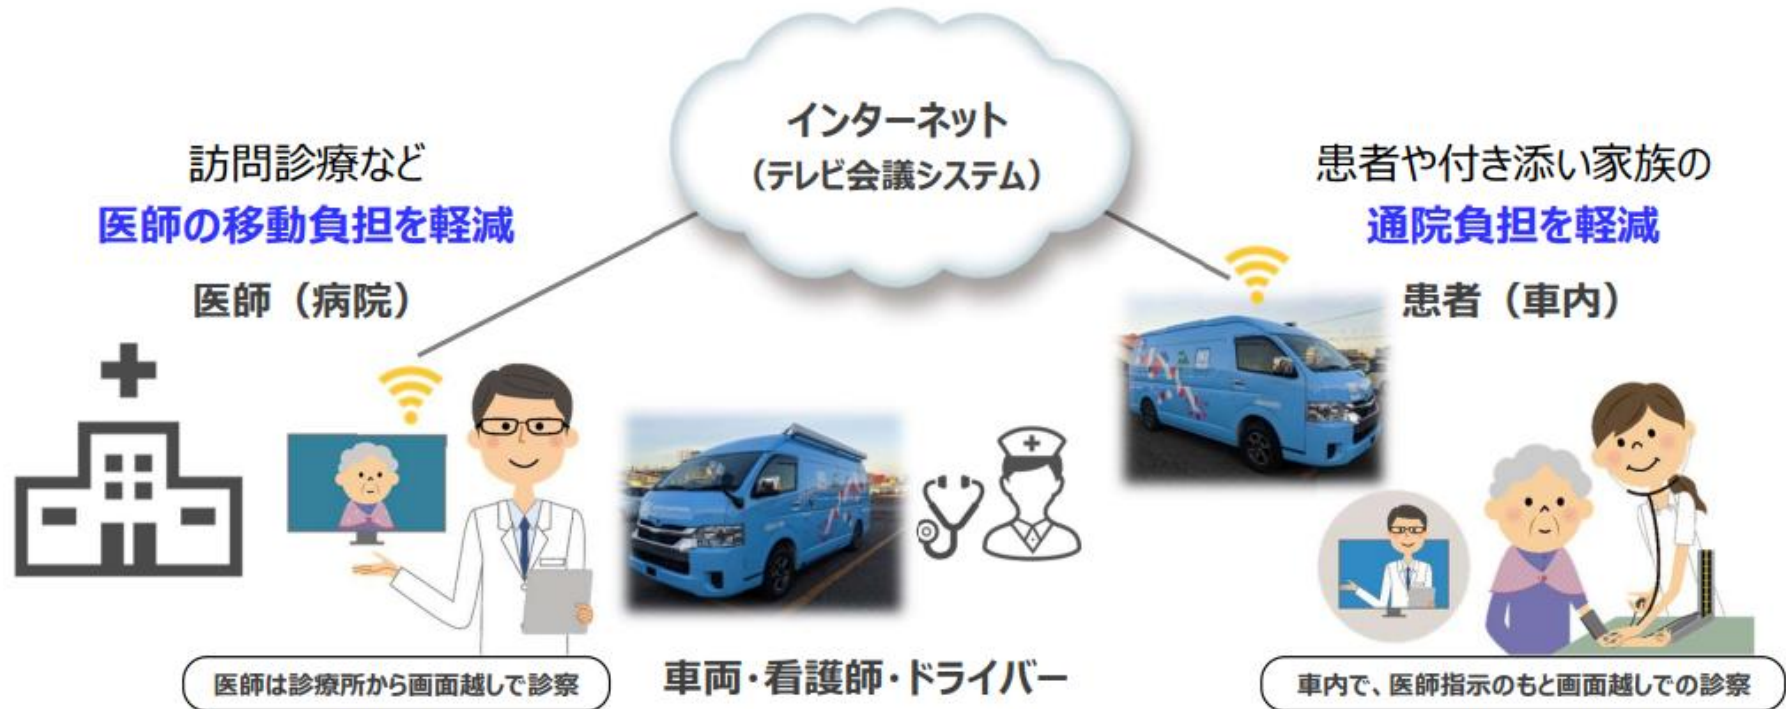 インターネット
（テレビ会議システム）
訪問診療など
医師の移動負担を軽減
医師（病院）
患者や付き添い家族の
通院負担を軽減
患者（車内）
医師は診療所から画面越しで診察
車両・看護師・ドライバー
車内で、医師指示のもと画面越しでの診察